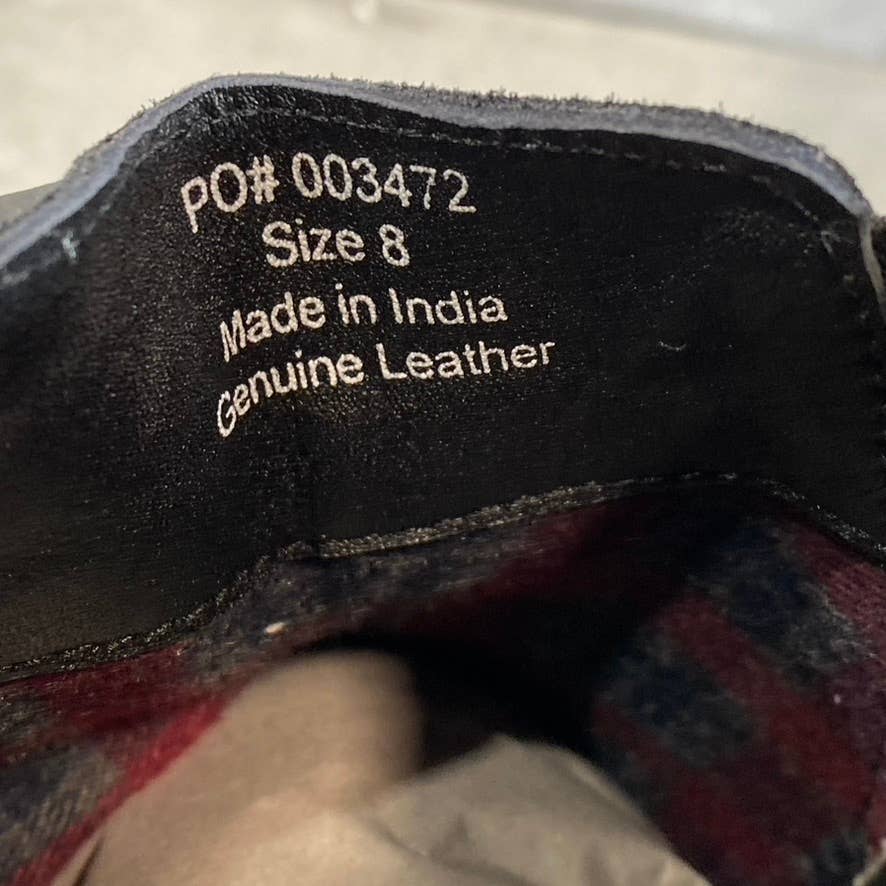 PO# 003472
Size 8
Made in India
Genuine Leather